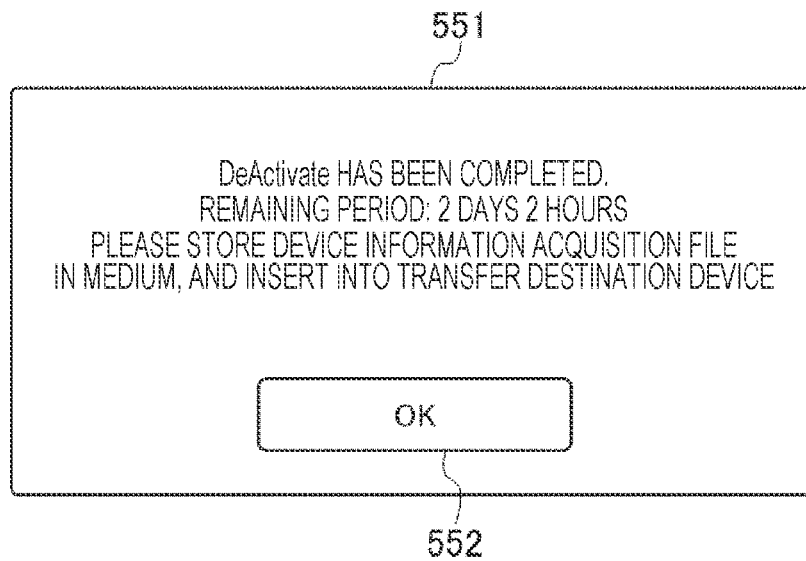 551
DeActivate HAS BEEN COMPLETED.
REMAINING PERIOD: 2 DAYS 2 HOURS
PLEASE STORE DEVICE INFORMATION ACQUISITION FILE
IN MEDIUM, AND INSERT INTO TRANSFER DESTINATION DEVICE
OK
552